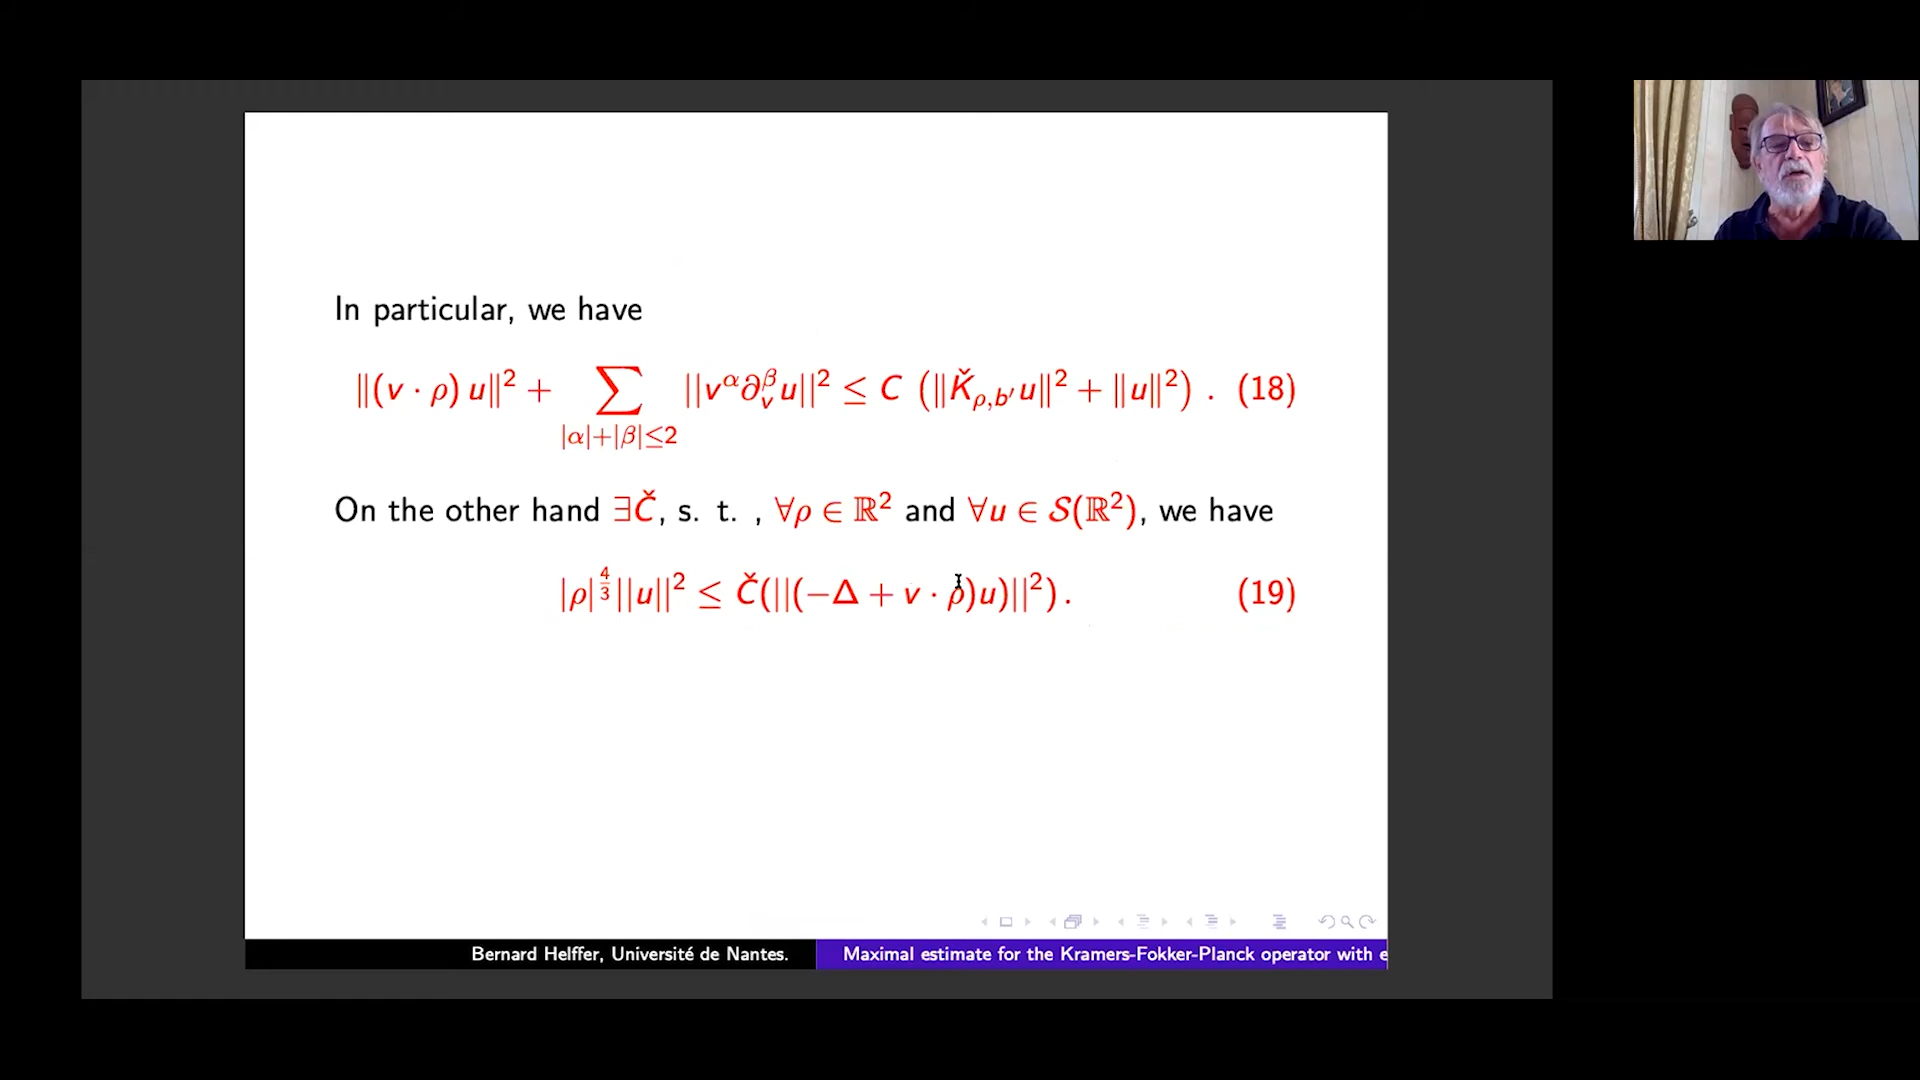 In particular, we have
‖(v · ρ) u‖² + ∑_{|α|+|β|≤2} ||v^α ∂_v^β u||² ≤ C (‖Ǩ_{ρ,b′}u‖² + ‖u‖²) . (18)
On the other hand ∃Č, s. t. , ∀ρ ∈ ℝ² and ∀u ∈ 𝒮(ℝ²), we have
|ρ|^{4/3}||u||² ≤ Č(||(−Δ + v · ρ)u)||²) . (19)
Bernard Helffer, Université de Nantes.
Maximal estimate for the Kramers-Fokker-Planck operator with e